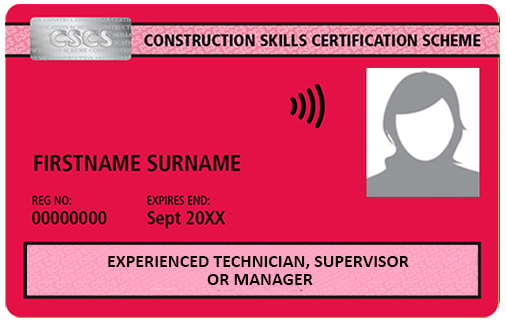 CSCS
CONSTRUCTION SKILLS CERTIFICATION SCHEME
FIRSTNAME SURNAME
REG NO: EXPIRES END:
00000000 Sept 20XX
EXPERIENCED TECHNICIAN, SUPERVISOR
OR MANAGER